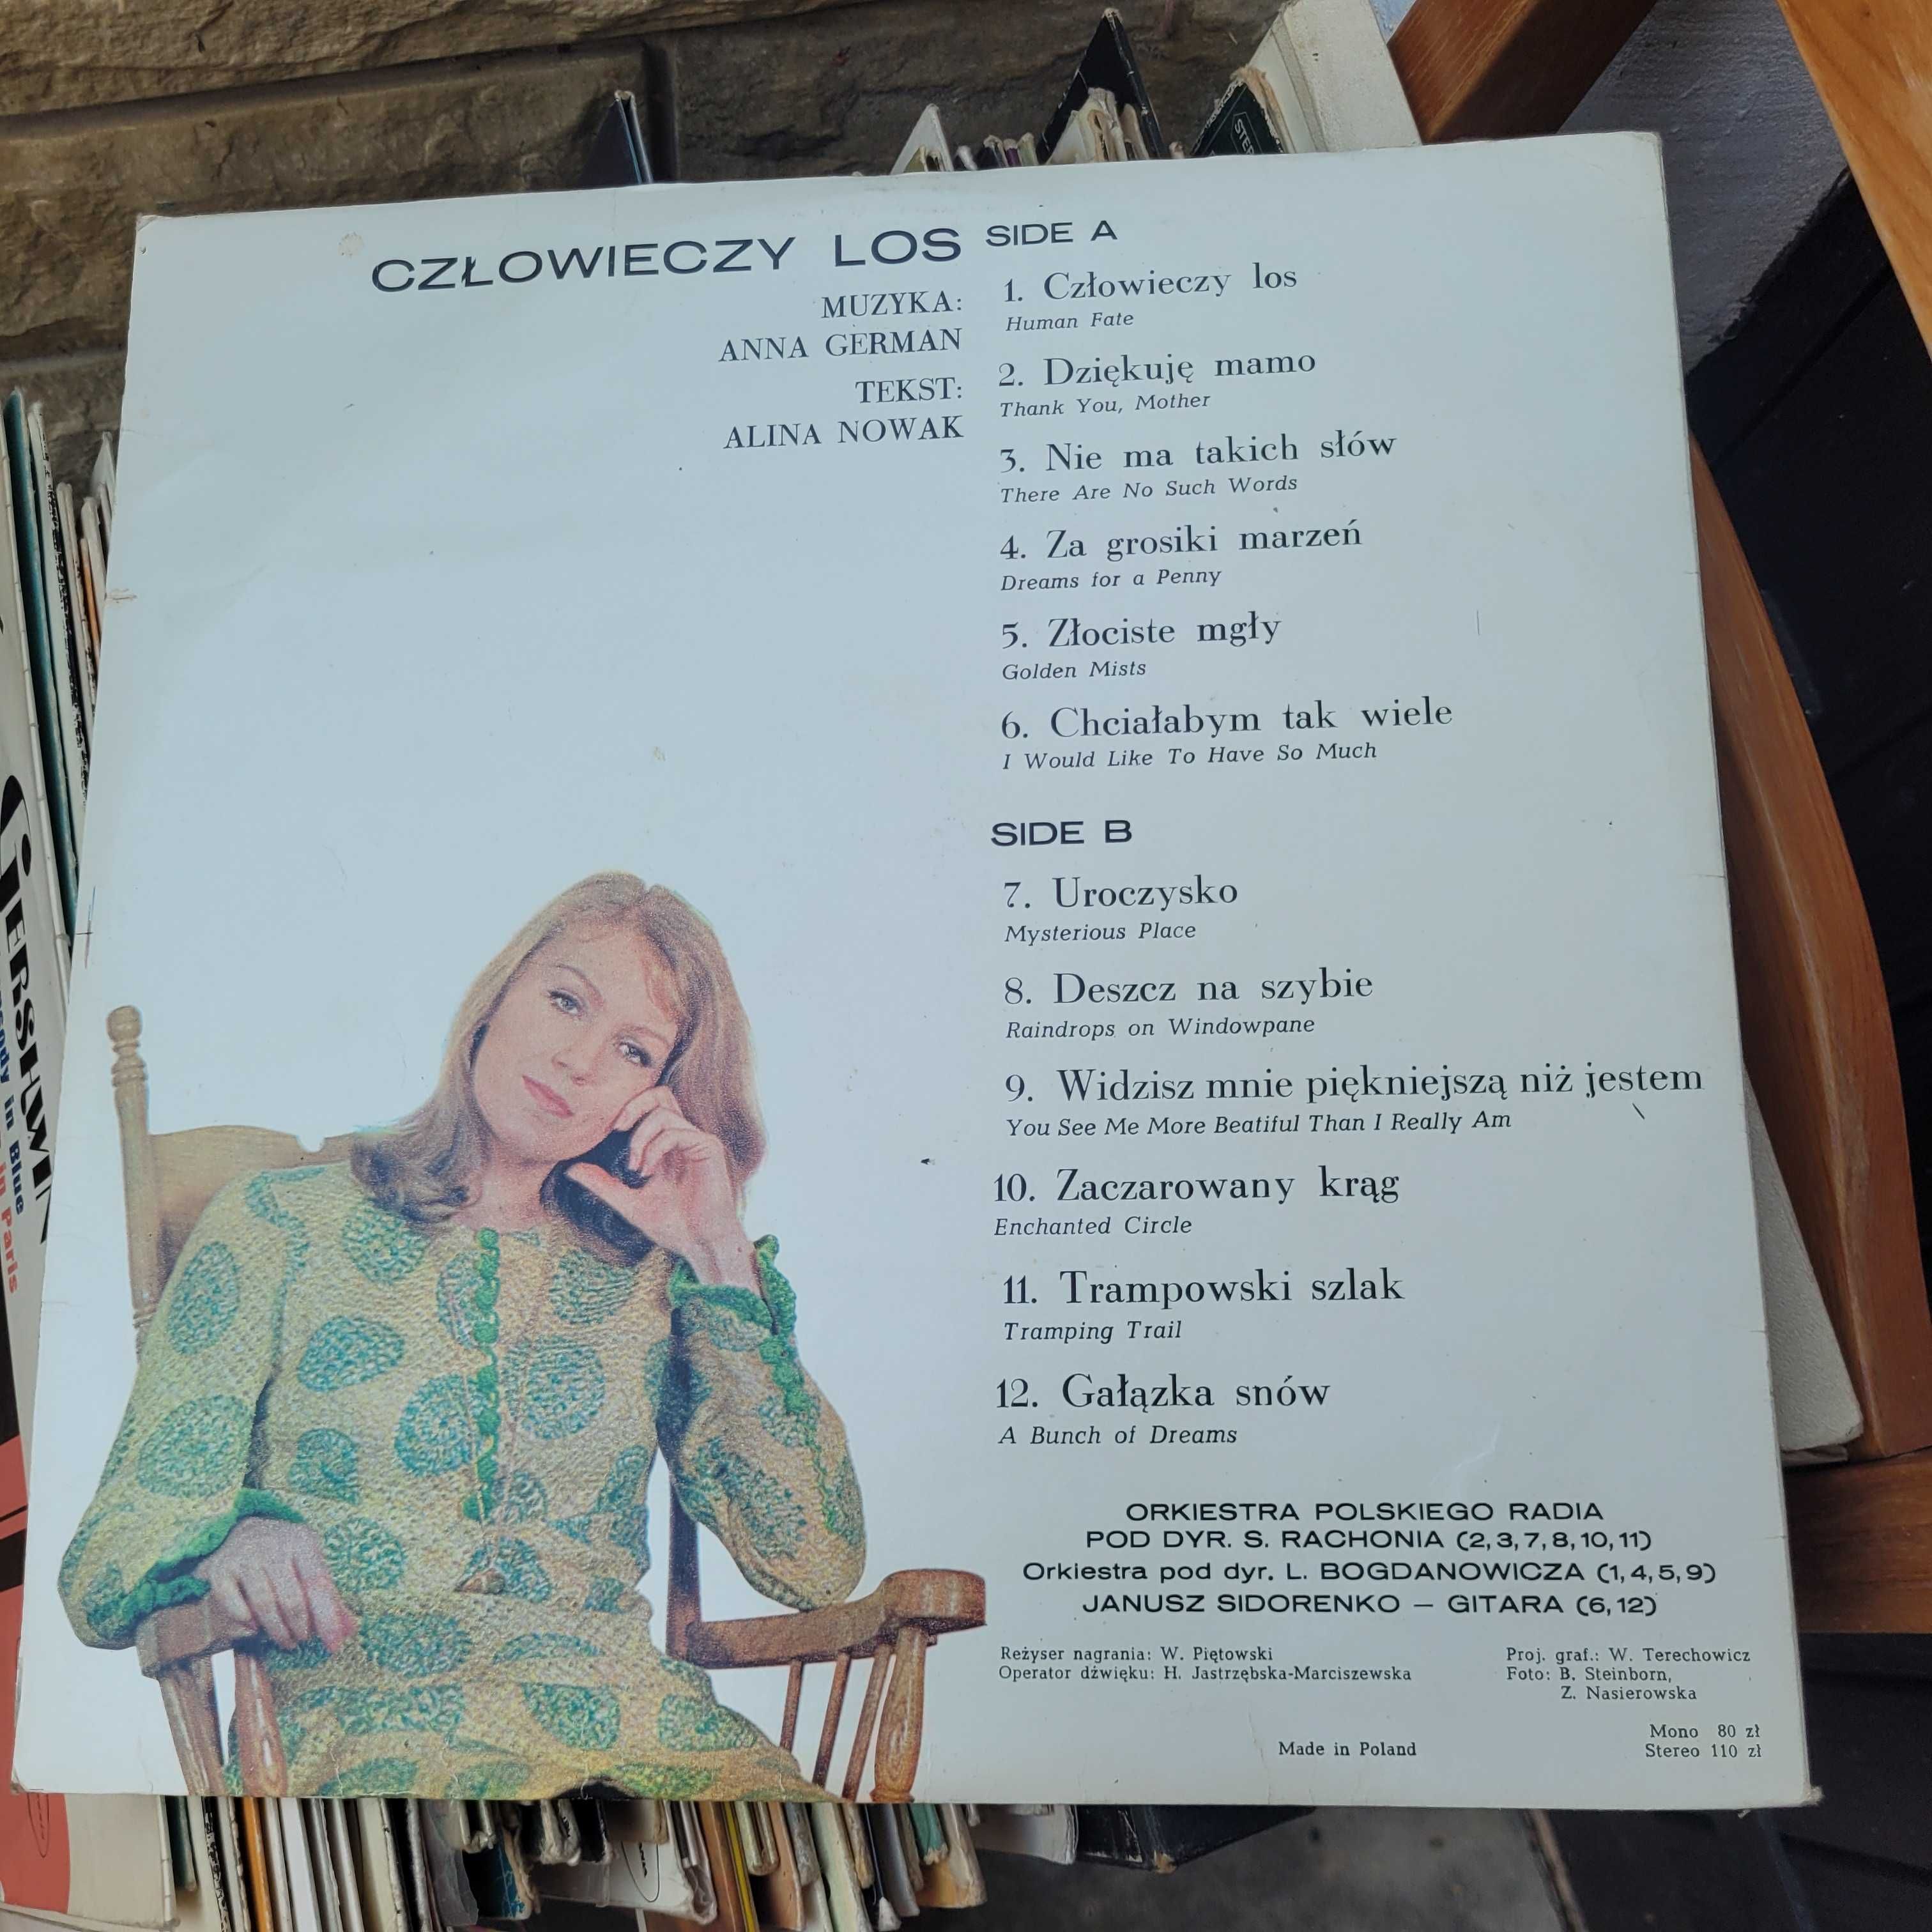 CZŁOWIECZY LOS
MUZYKA:
ANNA GERMAN
TEKST:
ALINA NOWAK
SIDE A
1. Człowieczy los
Human Fate
2. Dziękuję mamo
Thank You, Mother
3. Nie ma takich słów
There Are No Such Words
4. Za grosiki marzeń
Dreams for a Penny
5. Złociste mgły
Golden Mists
6. Chciałabym tak wiele
I Would Like To Have So Much
SIDE B
7. Uroczysko
Mysterious Place
8. Deszcz na szybie
Raindrops on Windowpane
9. Widzisz mnie piękniejszą niż jestem
You See Me More Beatiful Than I Really Am
10. Zaczarowany krąg
Enchanted Circle
11. Trampowski szlak
Tramping Trail
12. Gałązka snów
A Bunch of Dreams
ORKIESTRA POLSKIEGO RADIA
POD DYR. S. RACHONIA (2, 3, 7, 8, 10, 11)
Orkiestra pod dyr. L. BOGDANOWICZA (1, 4, 5, 9)
JANUSZ SIDORENKO – GITARA (6, 12)
Reżyser nagrania: W. Piętowski
Operator dźwięku: H. Jastrzębska-Marciszewska
Proj. graf.: W. Terechowicz
Foto: B. Steinborn,
Z. Nasierowska
Made in Poland
Mono 80 zł
Stereo 110 zł
GERSHWIN
in Blue
in Paris